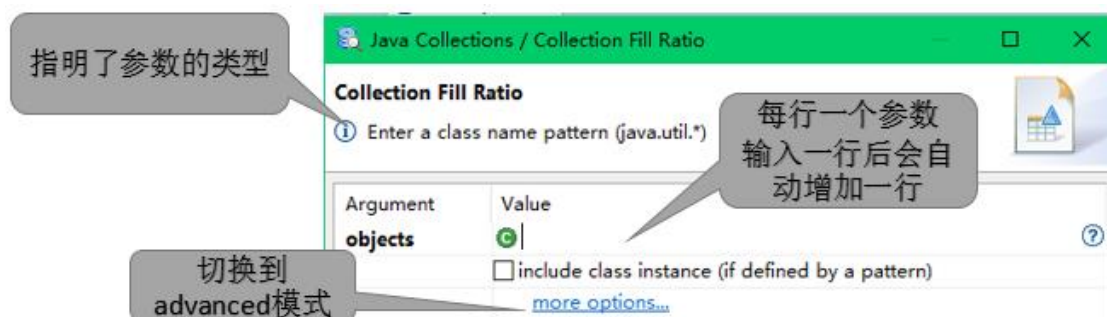 Java Collections / Collection Fill Ratio
指明了参数的类型
Collection Fill Ratio
Enter a class name pattern (java.util.*)
每行一个参数
输入一行后会自
动增加一行
Argument Value
objects
include class instance (if defined by a pattern)
切换到
advanced模式
more options...